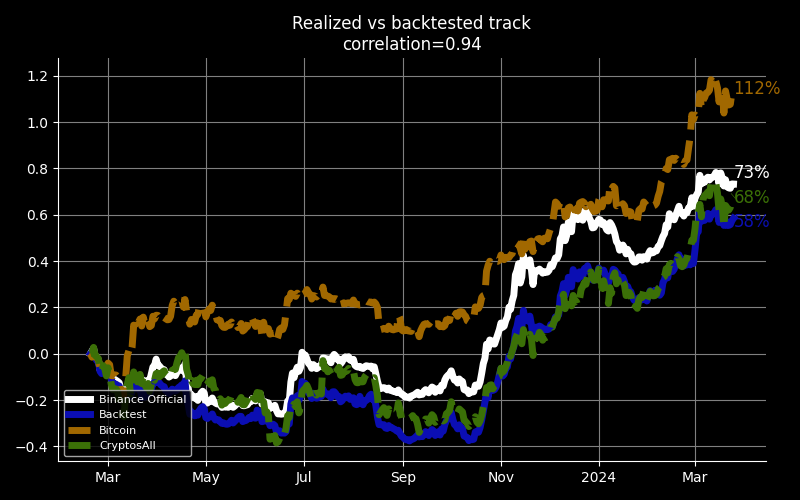 Realized vs backtested track
correlation=0.94
1.2
1.0
0.8
0.6
0.4
0.2
0.0
−0.2
−0.4
112%
73%
68%
58%
Binance Official
Backtest
Bitcoin
CryptosAll
Mar
May
Jul
Sep
Nov
2024
Mar